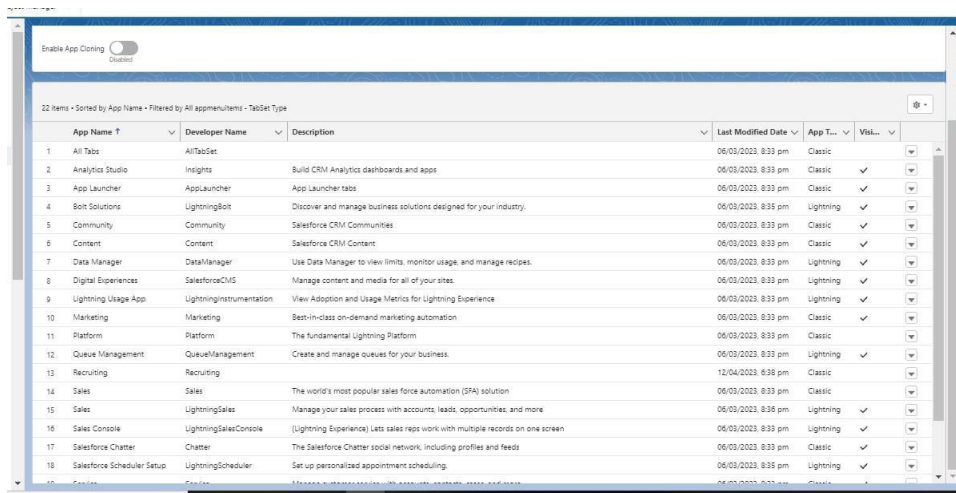 Enable App Cloning
Disabled
22 items • Sorted by App Name • Filtered by All appmenuitems - TabSet Type
App Name ↑ Developer Name Description Last Modified Date App T... Visi...
1 All Tabs AllTabSet 06/03/2023, 8:33 pm Classic
2 Analytics Studio Insights Build CRM Analytics dashboards and apps 06/03/2023, 8:33 pm Classic ✓
3 App Launcher AppLauncher App Launcher tabs 06/03/2023, 8:33 pm Classic ✓
4 Bolt Solutions LightningBolt Discover and manage business solutions designed for your industry. 06/03/2023, 8:35 pm Lightning ✓
5 Community Community Salesforce CRM Communities 06/03/2023, 8:33 pm Classic ✓
6 Content Content Salesforce CRM Content 06/03/2023, 8:33 pm Classic ✓
7 Data Manager DataManager Use Data Manager to view limits, monitor usage, and manage recipes. 06/03/2023, 8:33 pm Lightning ✓
8 Digital Experiences SalesforceCMS Manage content and media for all of your sites. 06/03/2023, 8:33 pm Lightning ✓
9 Lightning Usage App LightningInstrumentation View Adoption and Usage Metrics for Lightning Experience 06/03/2023, 8:33 pm Lightning ✓
10 Marketing Marketing Best-in-class on-demand marketing automation 06/03/2023, 8:33 pm Classic ✓
11 Platform Platform The fundamental Lightning Platform 06/03/2023, 8:33 pm Classic
12 Queue Management QueueManagement Create and manage queues for your business. 06/03/2023, 8:33 pm Lightning ✓
13 Recruiting Recruiting 12/04/2023, 6:38 pm Classic
14 Sales Sales The world's most popular sales force automation (SFA) solution 06/03/2023, 8:33 pm Classic
15 Sales LightningSales Manage your sales process with accounts, leads, opportunities, and more 06/03/2023, 8:36 pm Lightning ✓
16 Sales Console LightningSalesConsole (Lightning Experience) Lets sales reps work with multiple records on one screen 06/03/2023, 8:33 pm Lightning ✓
17 Salesforce Chatter Chatter The Salesforce Chatter social network, including profiles and feeds 06/03/2023, 8:33 pm Classic ✓
18 Salesforce Scheduler Setup LightningScheduler Set up personalized appointment scheduling. 06/03/2023, 8:35 pm Lightning ✓